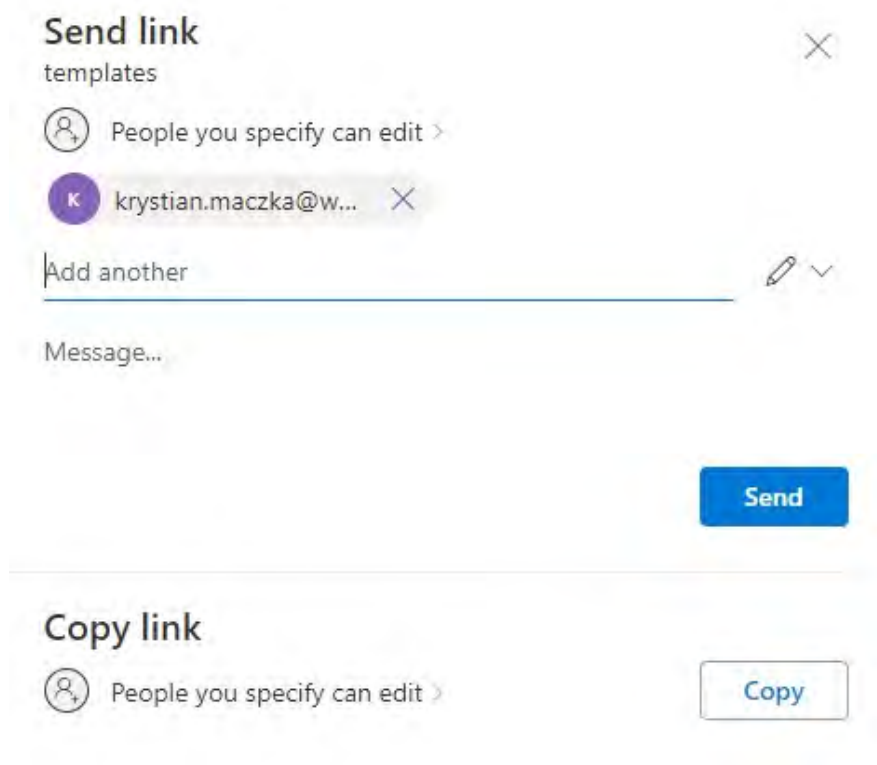 Send link
templates
People you specify can edit
K krystian.maczka@w...
Add another
Message...
Send
Copy link
People you specify can edit
Copy